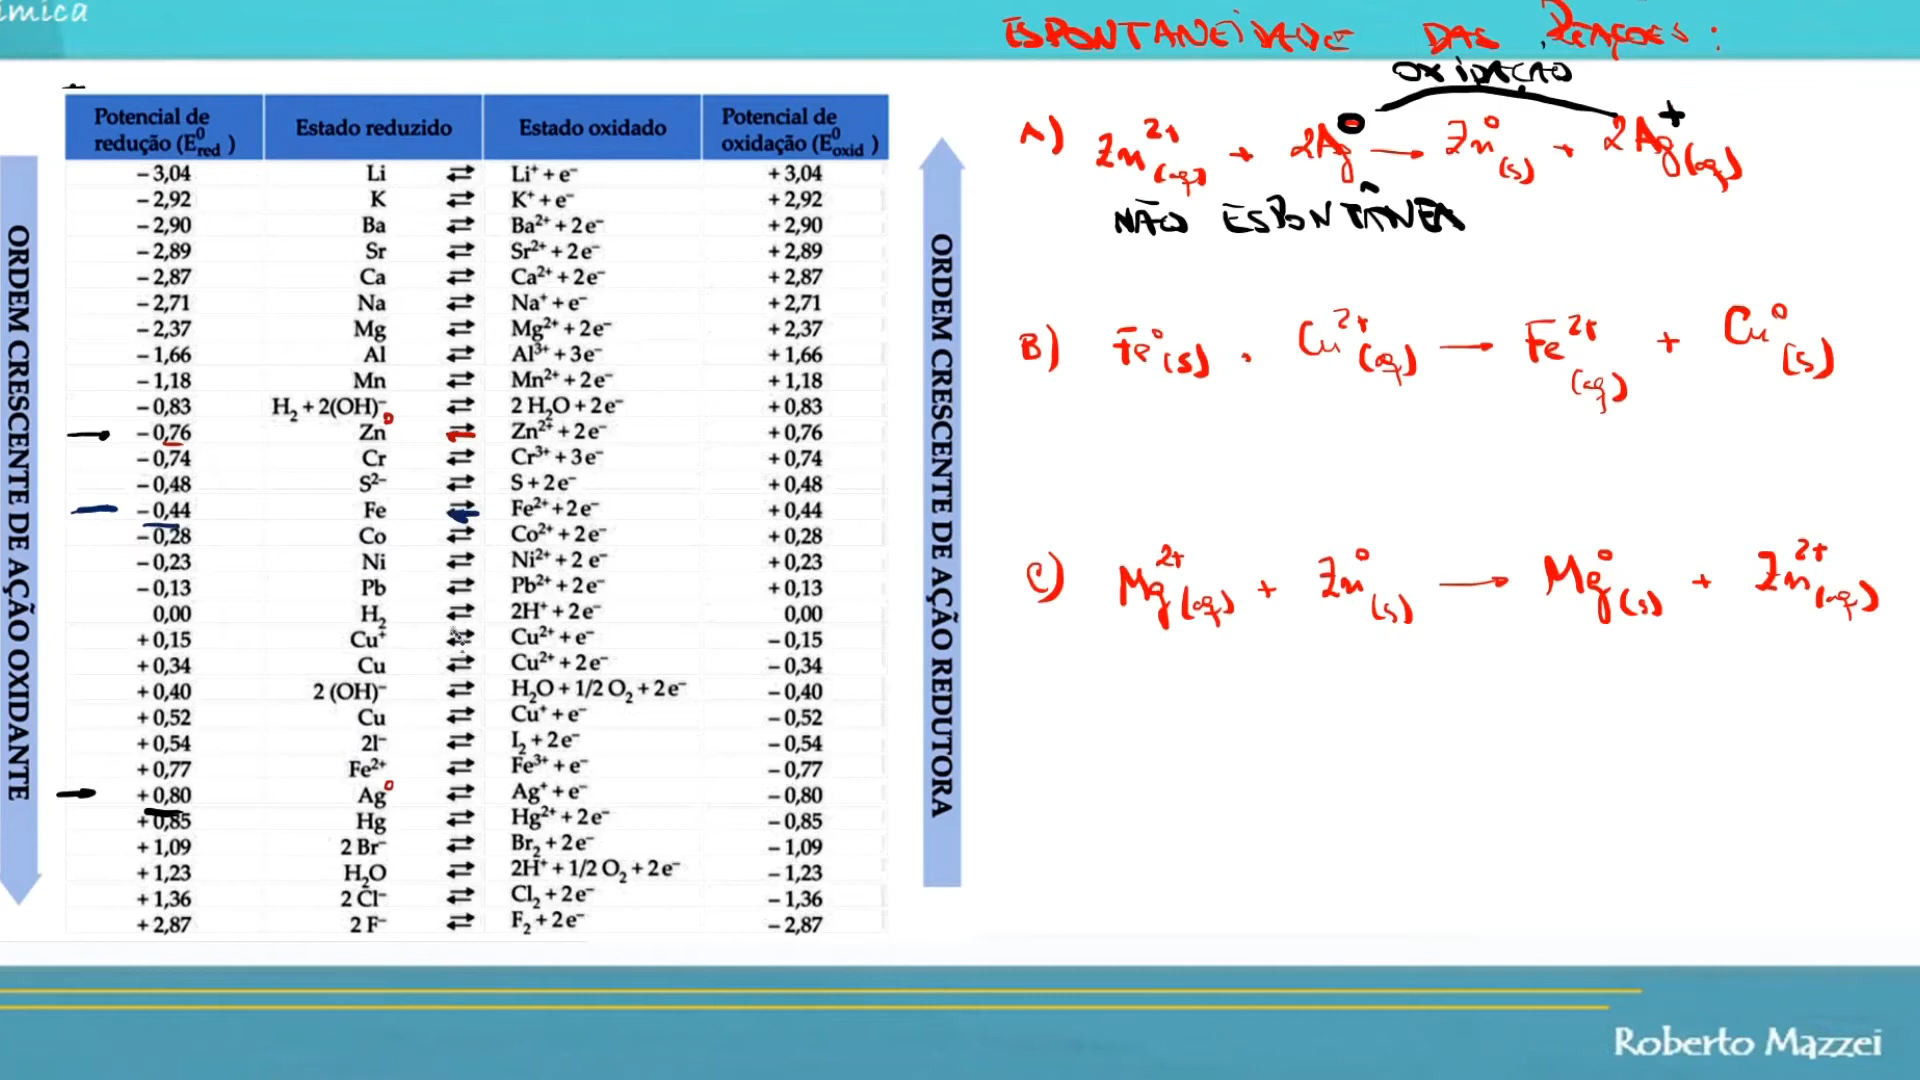 ímica
ESPONTANEIDADE DAS REAÇÕES:
OXIDAÇÃO
A) Zn²⁺(aq) + 2Ag⁰ → Zn⁰(s) + 2Ag⁺(aq)
NÃO ESPONTÂNEA
B) Fe⁰(s) + Cu²⁺(aq) → Fe²⁺(aq) + Cu⁰(s)
C) Mg²⁺(aq) + Zn⁰(s) → Mg⁰(s) + Zn²⁺(aq)
ORDEM CRESCENTE DE AÇÃO OXIDANTE
Potencial de redução (E⁰red) Estado reduzido Estado oxidado Potencial de oxidação (E⁰oxid)
– 3,04 Li ⇄ Li⁺ + e⁻ + 3,04
– 2,92 K ⇄ K⁺ + e⁻ + 2,92
– 2,90 Ba ⇄ Ba²⁺ + 2e⁻ + 2,90
– 2,89 Sr ⇄ Sr²⁺ + 2e⁻ + 2,89
– 2,87 Ca ⇄ Ca²⁺ + 2e⁻ + 2,87
– 2,71 Na ⇄ Na⁺ + e⁻ + 2,71
– 2,37 Mg ⇄ Mg²⁺ + 2e⁻ + 2,37
– 1,66 Al ⇄ Al³⁺ + 3e⁻ + 1,66
– 1,18 Mn ⇄ Mn²⁺ + 2e⁻ + 1,18
– 0,83 H₂ + 2(OH)⁻ ⇄ 2 H₂O + 2e⁻ + 0,83
– 0,76 Zn⁰ ⇄ Zn²⁺ + 2e⁻ + 0,76
– 0,74 Cr ⇄ Cr³⁺ + 3e⁻ + 0,74
– 0,48 S²⁻ ⇄ S + 2e⁻ + 0,48
– 0,44 Fe ⇄ Fe²⁺ + 2e⁻ + 0,44
– 0,28 Co ⇄ Co²⁺ + 2e⁻ + 0,28
– 0,23 Ni ⇄ Ni²⁺ + 2 e⁻ + 0,23
– 0,13 Pb ⇄ Pb²⁺ + 2e⁻ + 0,13
0,00 H₂ ⇄ 2H⁺ + 2e⁻ 0,00
+ 0,15 Cu⁺ ⇄ Cu²⁺ + e⁻ – 0,15
+ 0,34 Cu ⇄ Cu²⁺ + 2e⁻ – 0,34
+ 0,40 2 (OH)⁻ ⇄ H₂O + 1/2 O₂ + 2e⁻ – 0,40
+ 0,52 Cu ⇄ Cu⁺ + e⁻ – 0,52
+ 0,54 2I⁻ ⇄ I₂ + 2e⁻ – 0,54
+ 0,77 Fe²⁺ ⇄ Fe³⁺ + e⁻ – 0,77
+ 0,80 Ag⁰ ⇄ Ag⁺ + e⁻ – 0,80
+ 0,85 Hg ⇄ Hg²⁺ + 2e⁻ – 0,85
+ 1,09 2 Br⁻ ⇄ Br₂ + 2e⁻ – 1,09
+ 1,23 H₂O ⇄ 2H⁺ + 1/2 O₂ + 2e⁻ – 1,23
+ 1,36 2 Cl⁻ ⇄ Cl₂ + 2e⁻ – 1,36
+ 2,87 2 F⁻ ⇄ F₂ + 2e⁻ – 2,87
ORDEM CRESCENTE DE AÇÃO REDUTORA
Roberto Mazzei